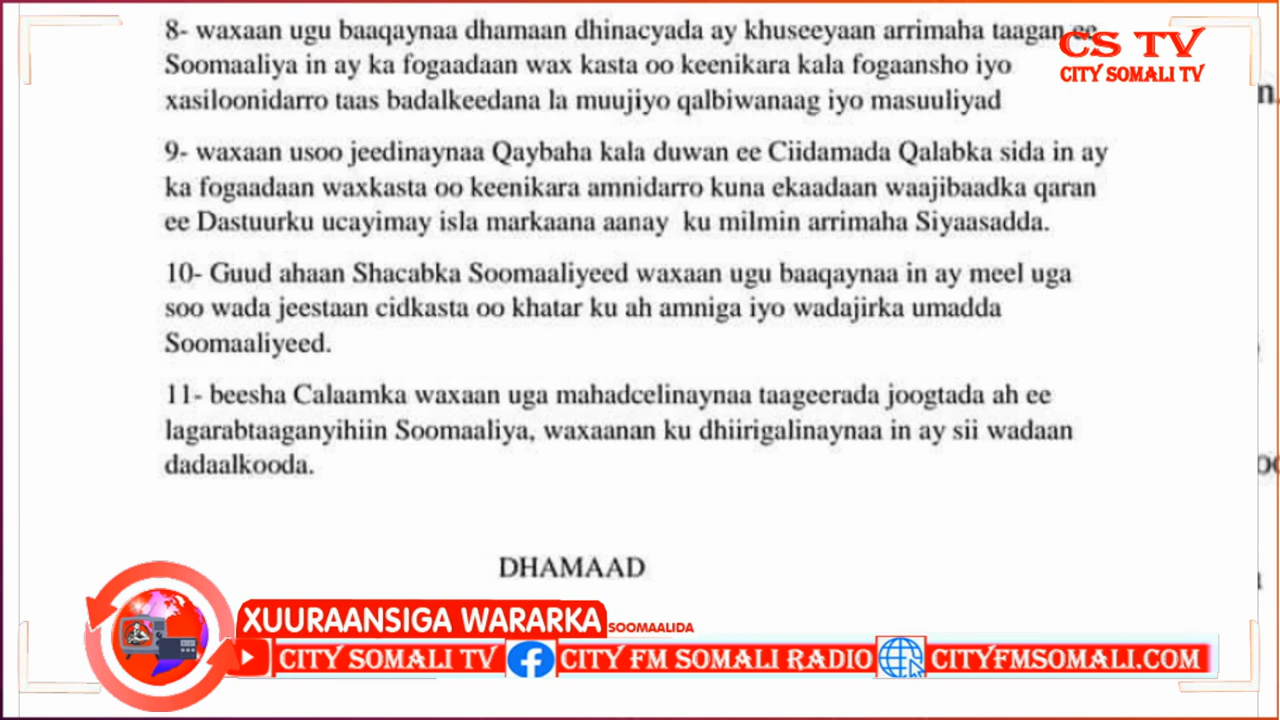 8- waxaan ugu baaqaynaa dhamaan dhinacyada ay khuseeyaan arrimaha taagan ee
Soomaaliya in ay ka fogaadaan wax kasta oo keenikara kala fogaansho iyo
xasiloonidarro taas badalkeedana la muujiyo qalbiwanaag iyo masuuliyad
9- waxaan usoo jeedinaynaa Qaybaha kala duwan ee Ciidamada Qalabka sida in ay
ka fogaadaan waxkasta oo keenikara amnidarro kuna ekaadaan waajibaadka qaran
ee Dastuurku ucayimay isla markaana aanay ku milmin arrimaha Siyaasadda.
10- Guud ahaan Shacabka Soomaaliyeed waxaan ugu baaqaynaa in ay meel uga
soo wada jeestaan cidkasta oo khatar ku ah amniga iyo wadajirka umadda
Soomaaliyeed.
11- beesha Calaamka waxaan uga mahadcelinaynaa taageerada joogtada ah ee
lagarabtaaganyihiin Soomaaliya, waxaanan ku dhiirigalinaynaa in ay sii wadaan
dadaalkooda.
DHAMAAD
CS TV
CITY SOMALI TV
XUURAANSIGA WARARKA
SOOMAALIDA
CITY SOMALI TV
CITY FM SOMALI RADIO
CITYFMSOMALI.COM